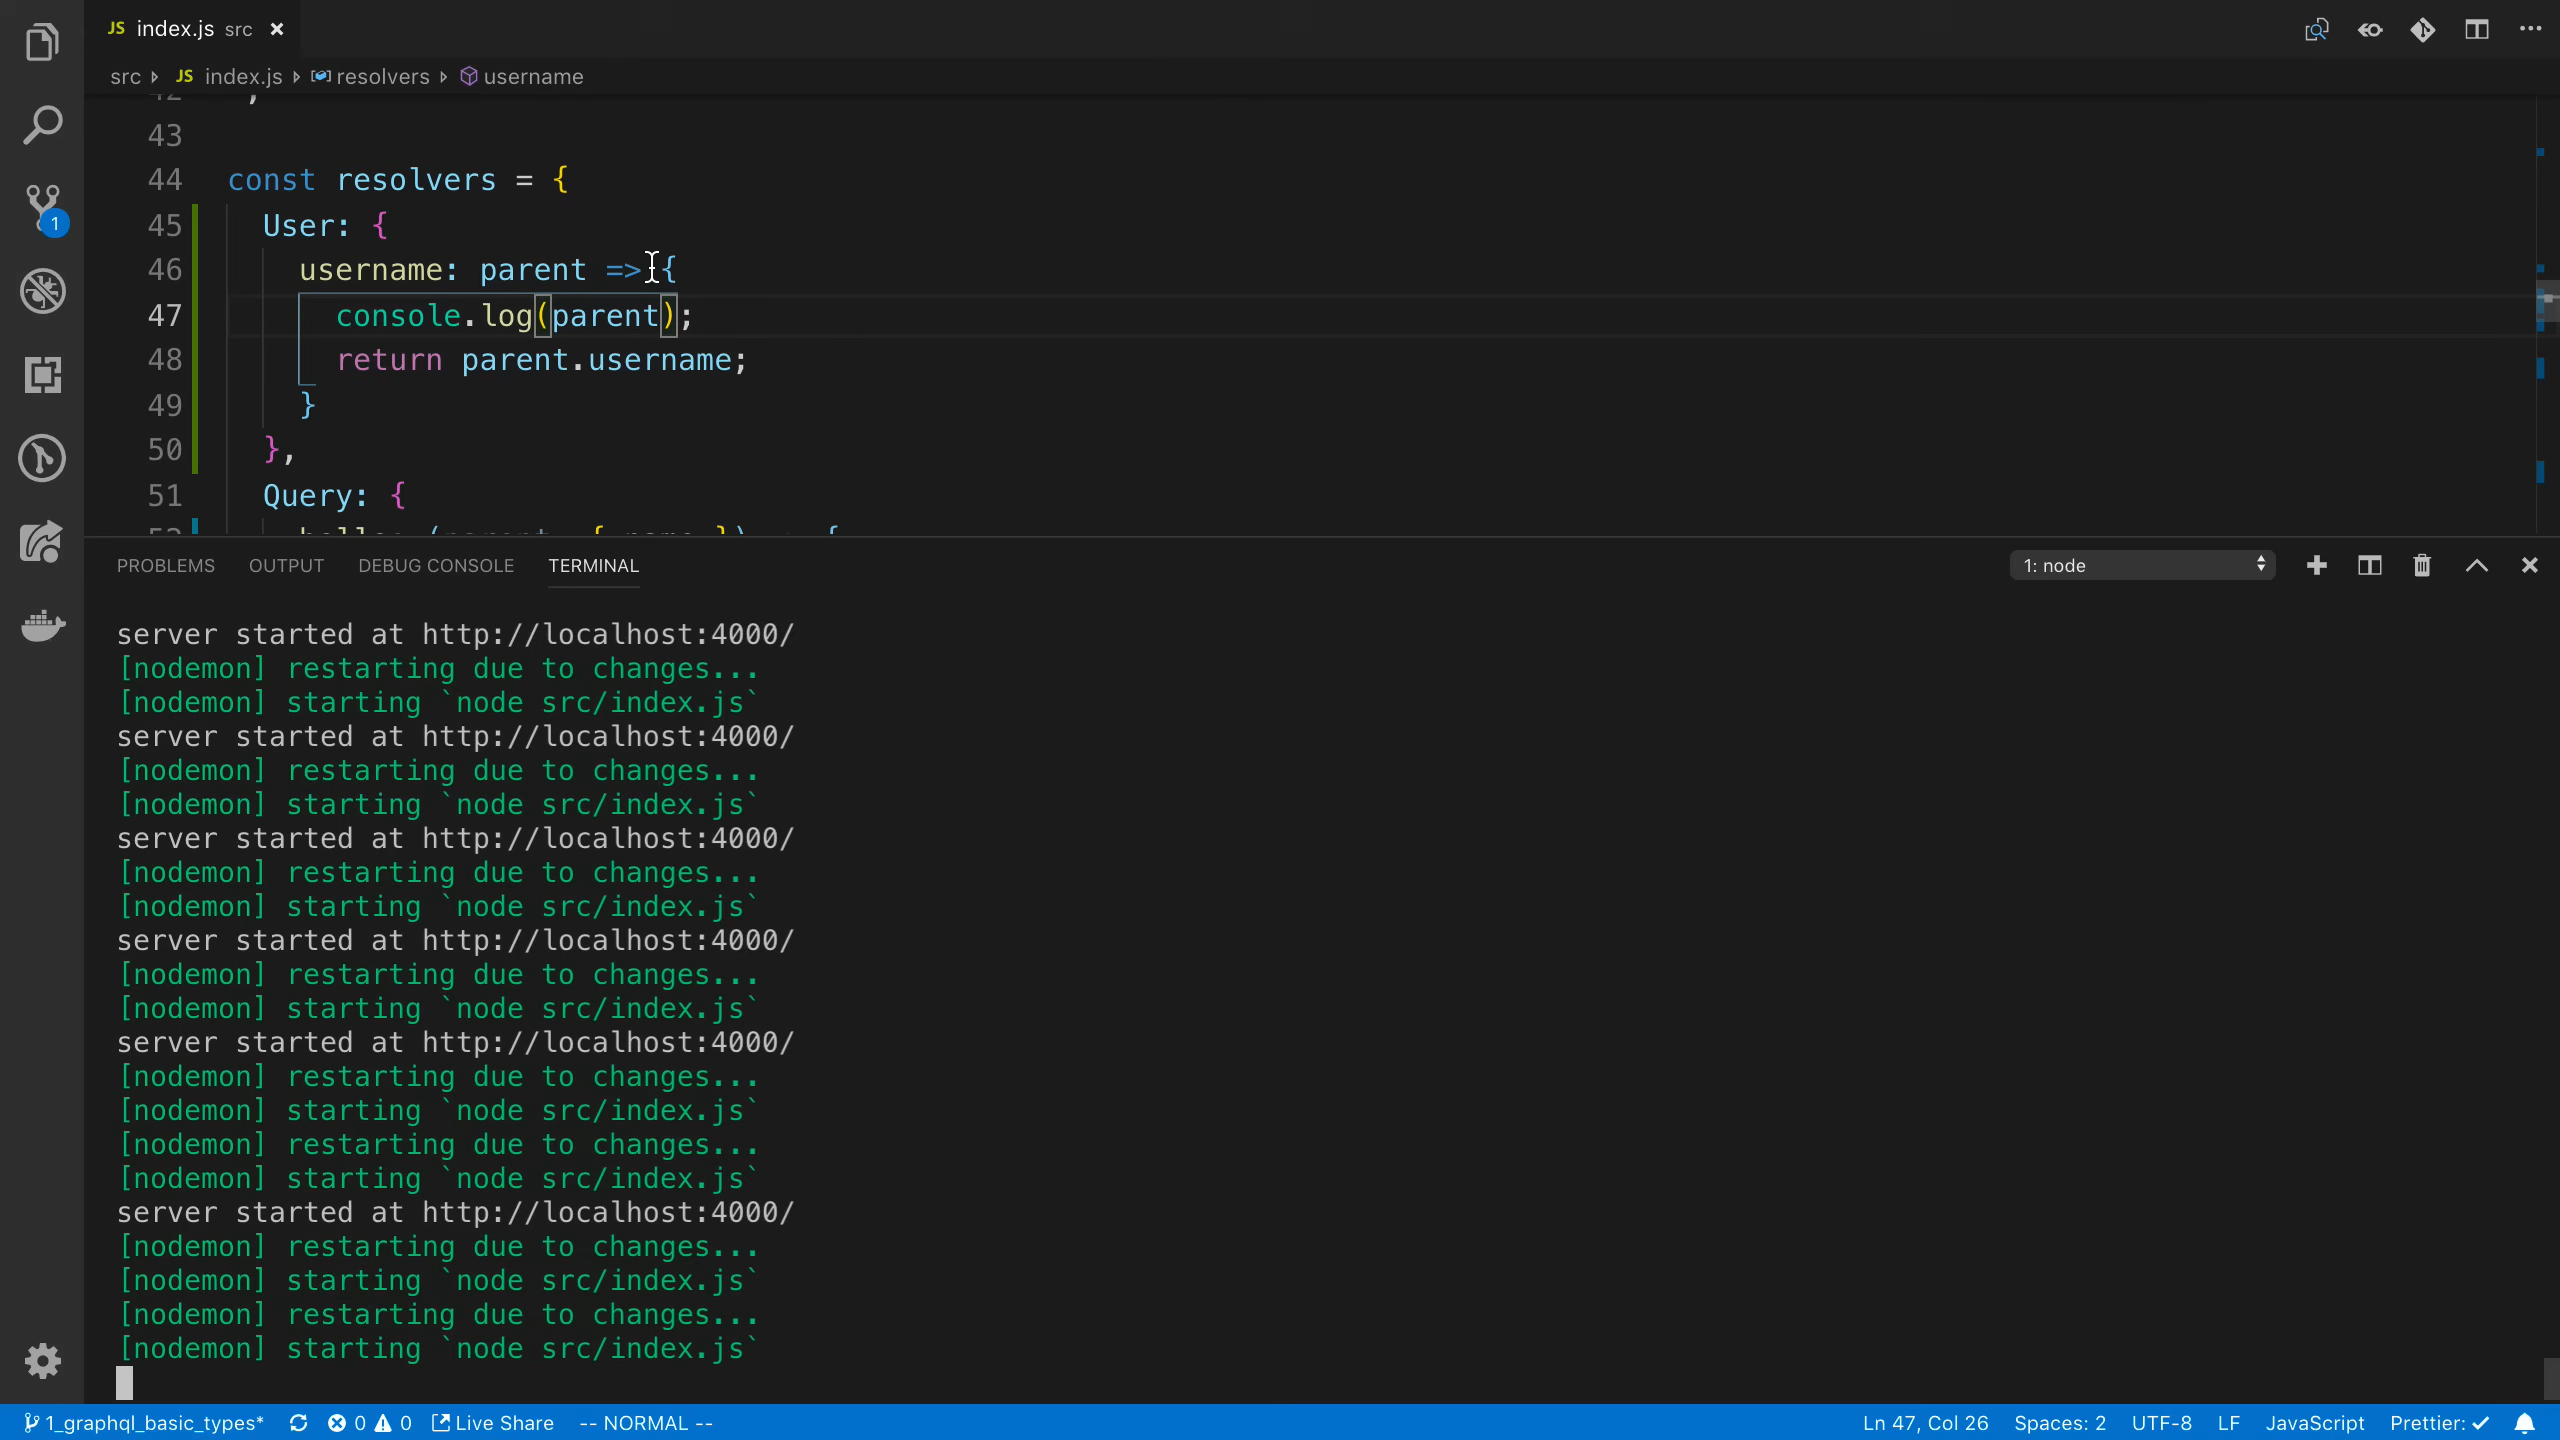 JS index.js src
src JS index.js resolvers username
43
44 const resolvers = {
45 User: {
46 username: parent => {
47 console.log(parent);
48 return parent.username;
49 }
50 },
51 Query: {
1
PROBLEMS OUTPUT DEBUG CONSOLE TERMINAL 1: node
server started at http://localhost:4000/
[nodemon] restarting due to changes...
[nodemon] starting `node src/index.js`
server started at http://localhost:4000/
[nodemon] restarting due to changes...
[nodemon] starting `node src/index.js`
server started at http://localhost:4000/
[nodemon] restarting due to changes...
[nodemon] starting `node src/index.js`
server started at http://localhost:4000/
[nodemon] restarting due to changes...
[nodemon] starting `node src/index.js`
server started at http://localhost:4000/
[nodemon] restarting due to changes...
[nodemon] starting `node src/index.js`
[nodemon] restarting due to changes...
[nodemon] starting `node src/index.js`
server started at http://localhost:4000/
[nodemon] restarting due to changes...
[nodemon] starting `node src/index.js`
[nodemon] restarting due to changes...
[nodemon] starting `node src/index.js`
1_graphql_basic_types* 0 0 Live Share -- NORMAL -- Ln 47, Col 26 Spaces: 2 UTF-8 LF JavaScript Prettier: ✓